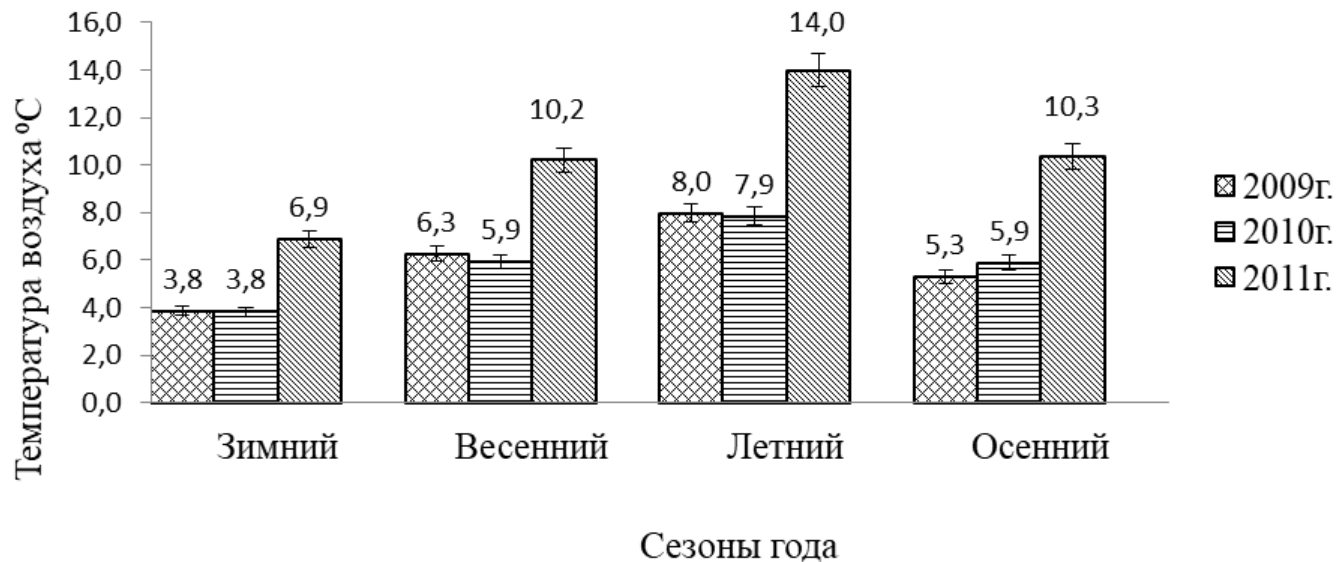 Температура воздуха ⁰С
16,0
14,0
12,0
10,0
8,0
6,0
4,0
2,0
0,0
3,8
3,8
6,9
6,3
5,9
10,2
8,0
7,9
14,0
5,3
5,9
10,3
Зимний
Весенний
Летний
Осенний
Сезоны года
2009г.
2010г.
2011г.